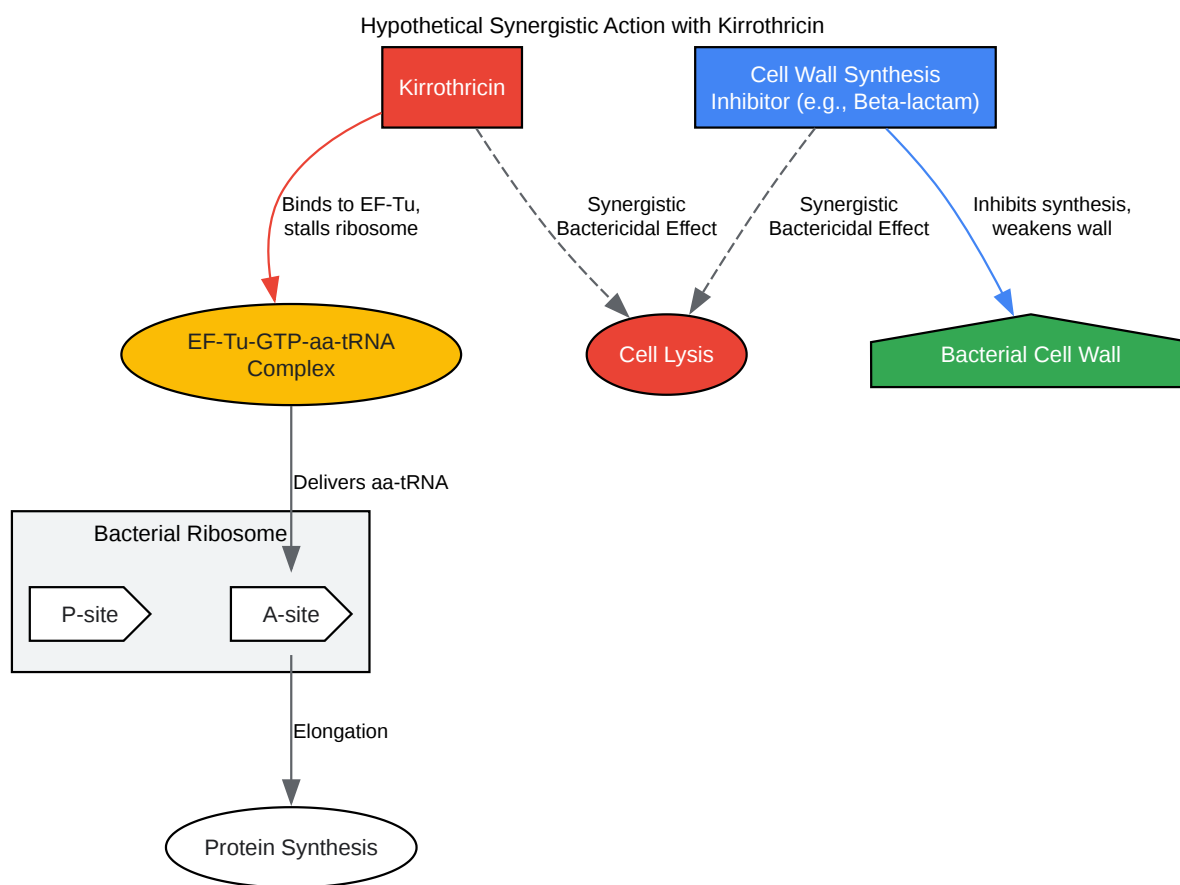 Hypothetical Synergistic Action with Kirrothricin
Kirrothricin
Cell Wall Synthesis
Inhibitor (e.g., Beta-lactam)
Binds to EF-Tu,
stalls ribosome
Synergistic
Bactericidal Effect
Synergistic
Bactericidal Effect
Inhibits synthesis,
weakens wall
EF-Tu-GTP-aa-tRNA
Complex
Cell Lysis
Bacterial Cell Wall
Delivers aa-tRNA
Bacterial Ribosome
P-site
A-site
Elongation
Protein Synthesis